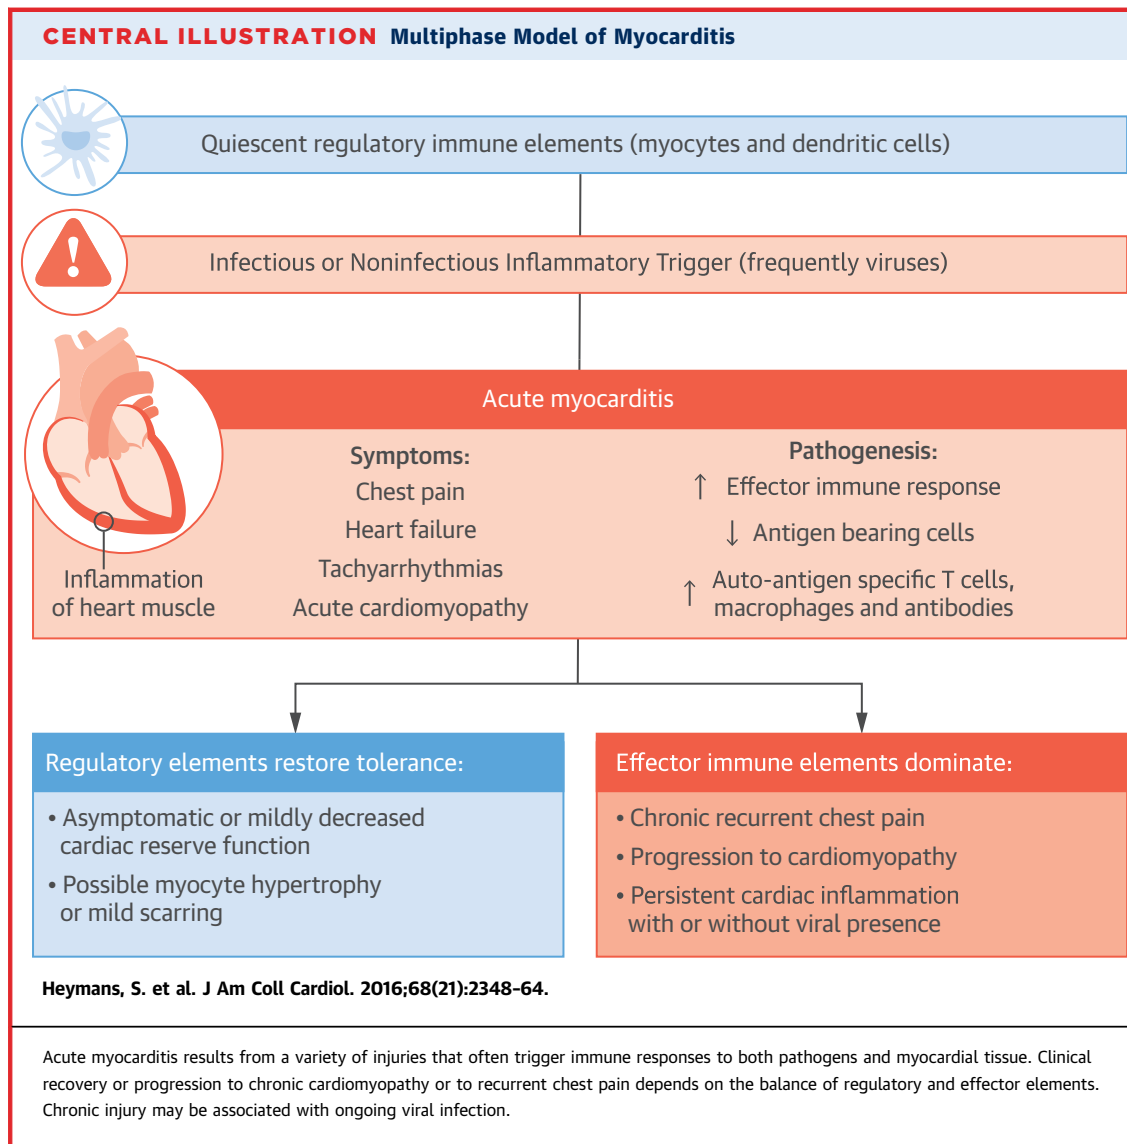 CENTRAL ILLUSTRATION Multiphase Model of Myocarditis
Quiescent regulatory immune elements (myocytes and dendritic cells)
Infectious or Noninfectious Inflammatory Trigger (frequently viruses)
Acute myocarditis
Inflammation
of heart muscle
Symptoms:
Chest pain
Heart failure
Tachyarrhythmias
Acute cardiomyopathy
Pathogenesis:
↑ Effector immune response
↓ Antigen bearing cells
↑ Auto-antigen specific T cells,
macrophages and antibodies
Regulatory elements restore tolerance:
• Asymptomatic or mildly decreased
cardiac reserve function
• Possible myocyte hypertrophy
or mild scarring
Effector immune elements dominate:
• Chronic recurrent chest pain
• Progression to cardiomyopathy
• Persistent cardiac inflammation
with or without viral presence
Heymans, S. et al. J Am Coll Cardiol. 2016;68(21):2348–64.
Acute myocarditis results from a variety of injuries that often trigger immune responses to both pathogens and myocardial tissue. Clinical
recovery or progression to chronic cardiomyopathy or to recurrent chest pain depends on the balance of regulatory and effector elements.
Chronic injury may be associated with ongoing viral infection.